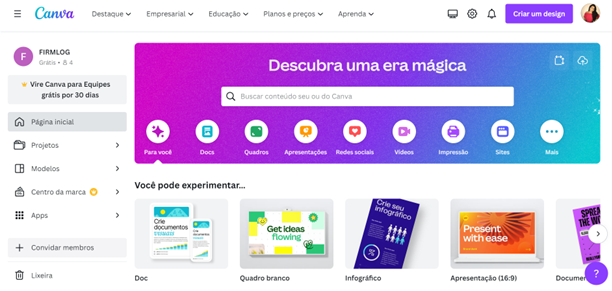 Canva
Destaque
Empresarial
Educação
Planos e preços
Aprenda
Criar um design
F
FIRMLOG
Grátis • 4
Vire Canva para Equipes
grátis por 30 dias
Página inicial
Projetos
Modelos
Centro da marca
Apps
Convidar membros
Lixeira
Descubra uma era mágica
Buscar conteúdo seu ou do Canva
Para você
Docs
Quadros
Apresentações
Redes sociais
Vídeos
Impressão
Sites
Mais
Você pode experimentar...
Crie
documentos
Get ideas
flowing
Crie seu
infográfico
Present
with ease
Doc
Quadro branco
Infográfico
Apresentação (16:9)
Documen
?